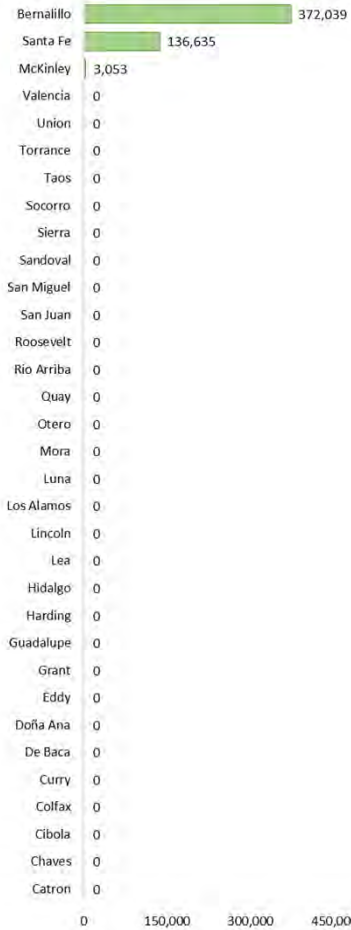 Bernalillo 372,039
Santa Fe 136,635
McKinley 3,053
Valencia 0
Union 0
Torrance 0
Taos 0
Socorro 0
Sierra 0
Sandoval 0
San Miguel 0
San Juan 0
Roosevelt 0
Rio Arriba 0
Quay 0
Otero 0
Mora 0
Luna 0
Los Alamos 0
Lincoln 0
Lea 0
Hidalgo 0
Harding 0
Guadalupe 0
Grant 0
Eddy 0
Doña Ana 0
De Baca 0
Curry 0
Colfax 0
Cibola 0
Chaves 0
Catron 0
0 150,000 300,000 450,00